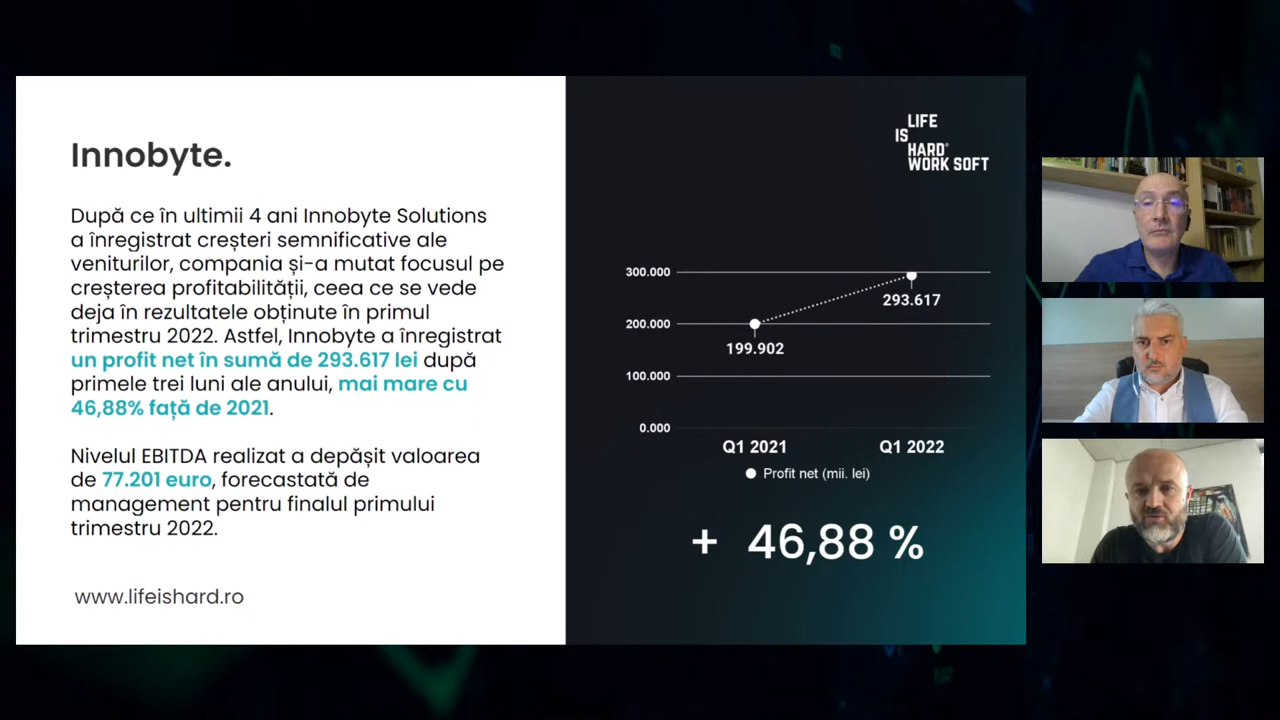 Innobyte.
După ce în ultimii 4 ani Innobyte Solutions
a înregistrat creșteri semnificative ale
veniturilor, compania și-a mutat focusul pe
creșterea profitabilității, ceea ce se vede
deja în rezultatele obținute în primul
trimestru 2022. Astfel, Innobyte a înregistrat
un profit net în sumă de 293.617 lei după
primele trei luni ale anului, mai mare cu
46,88% față de 2021.
Nivelul EBITDA realizat a depășit valoarea
de 77.201 euro, forecastată de
management pentru finalul primului
trimestru 2022.
www.lifeishard.ro
LIFE
IS
HARD®
WORK SOFT
300.000
293.617
200.000
199.902
100.000
0.000
Q1 2021 Q1 2022
Profit net (mii. lei)
+ 46,88 %